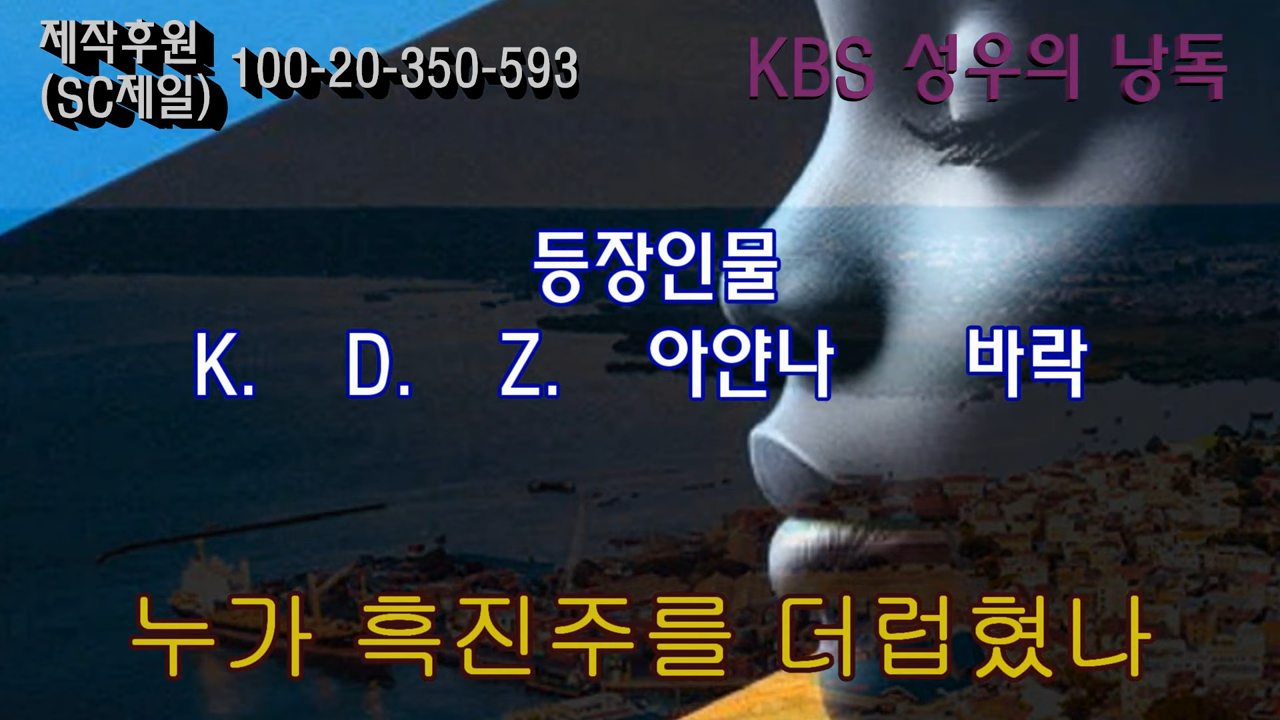 제작후원
(SC제일) 100-20-350-593
KBS 성우의 낭독
등장인물
K. D. Z. 아얀나 바락
누가 흑진주를 더럽혔나